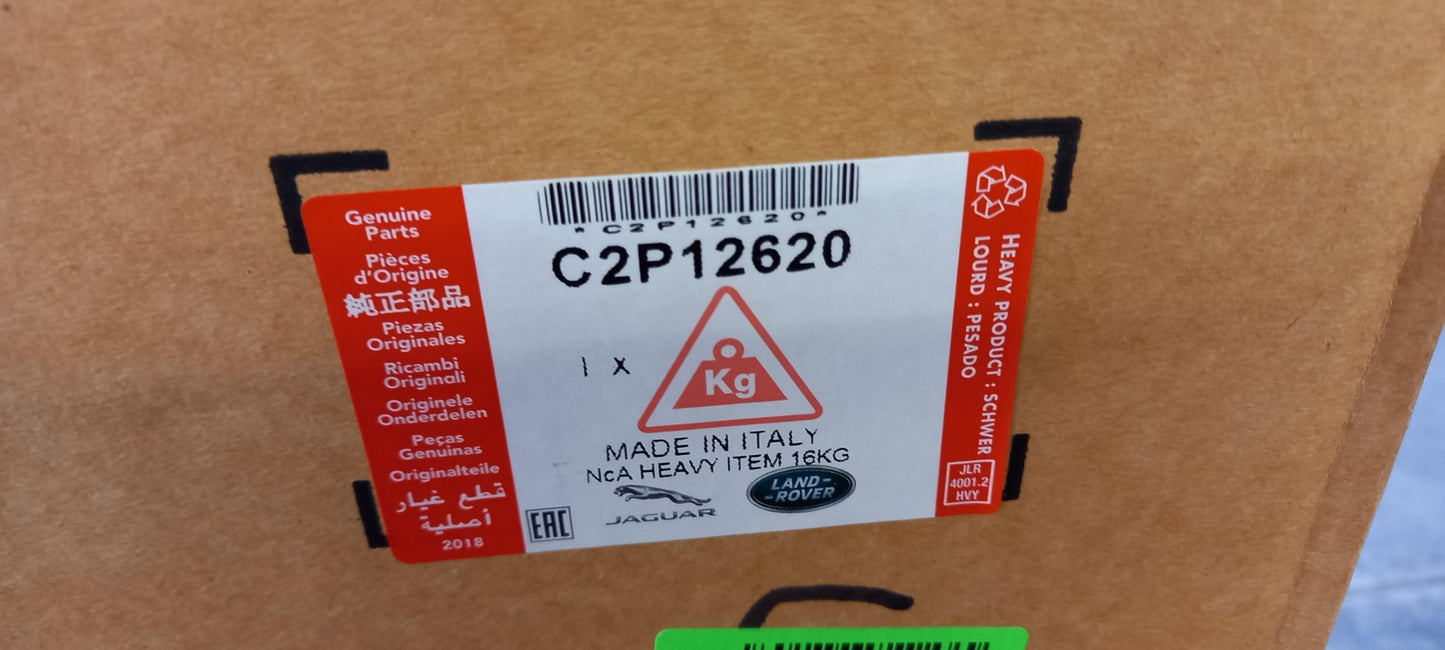 Genuine
Parts
Pièces
d'Origine
純正部品
Piezas
Originales
Ricambi
Originali
Originele
Onderdelen
Peças
Genuinas
Originalteile
قطع غيار
أصلية
2018
*C2P12620*
C2P12620
1 X
Kg
MADE IN ITALY
NCA HEAVY ITEM 16KG
EAC
JAGUAR
LAND-
-ROVER
HEAVY PRODUCT : SCHWER
LOURD : PESADO
JLR
4001.2
HVY